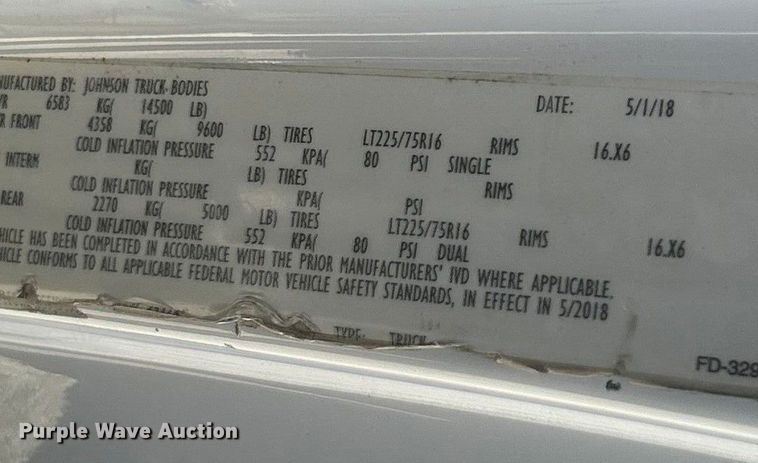 NUFACTURED BY: JOHNSON TRUCK BODIES DATE: 5/1/18
VR 6583 KG( 14500 LB)
R FRONT 4358 KG( 9600 LB) TIRES LT225/75R16 RIMS 16.X6
COLD INFLATION PRESSURE 552 KPA( 80 PSI SINGLE
INTERM KG( LB) TIRES RIMS
COLD INFLATION PRESSURE KPA( PSI
REAR 2270 KG( 5000 LB) TIRES LT225/75R16 RIMS 16.X6
COLD INFLATION PRESSURE 552 KPA( 80 PSI DUAL
HICLE HAS BEEN COMPLETED IN ACCORDANCE WITH THE PRIOR MANUFACTURERS' IVD WHERE APPLICABLE.
HICLE CONFORMS TO ALL APPLICABLE FEDERAL MOTOR VEHICLE SAFETY STANDARDS, IN EFFECT IN 5/2018
TYPE: TRUCK
FD-329
Purple Wave Auction